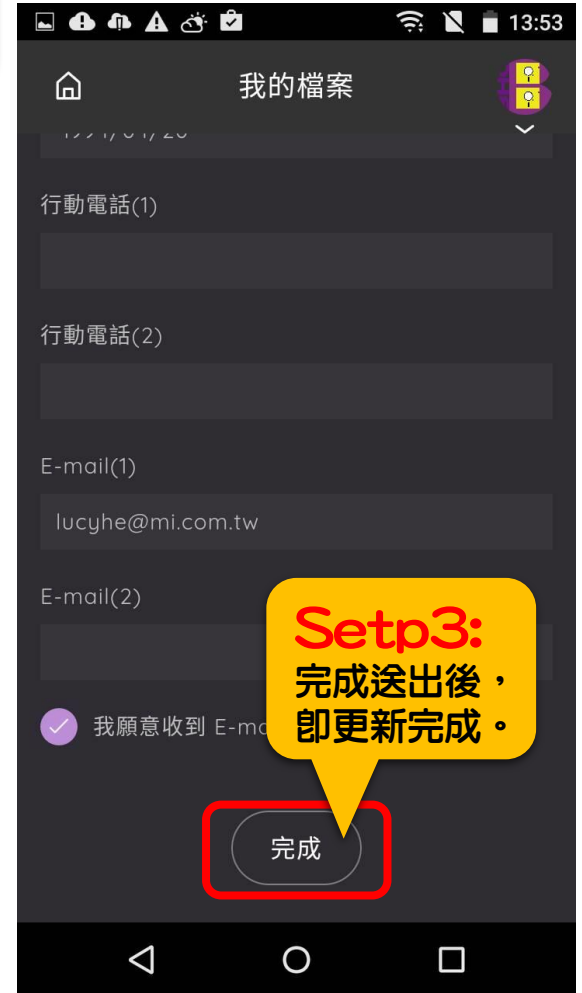 13:53
我的檔案
行動電話(1)
行動電話(2)
E-mail(1)
lucyhe@mi.com.tw
E-mail(2)
Setp3:
完成送出後，
即更新完成。
我願意收到 E-ma
完成